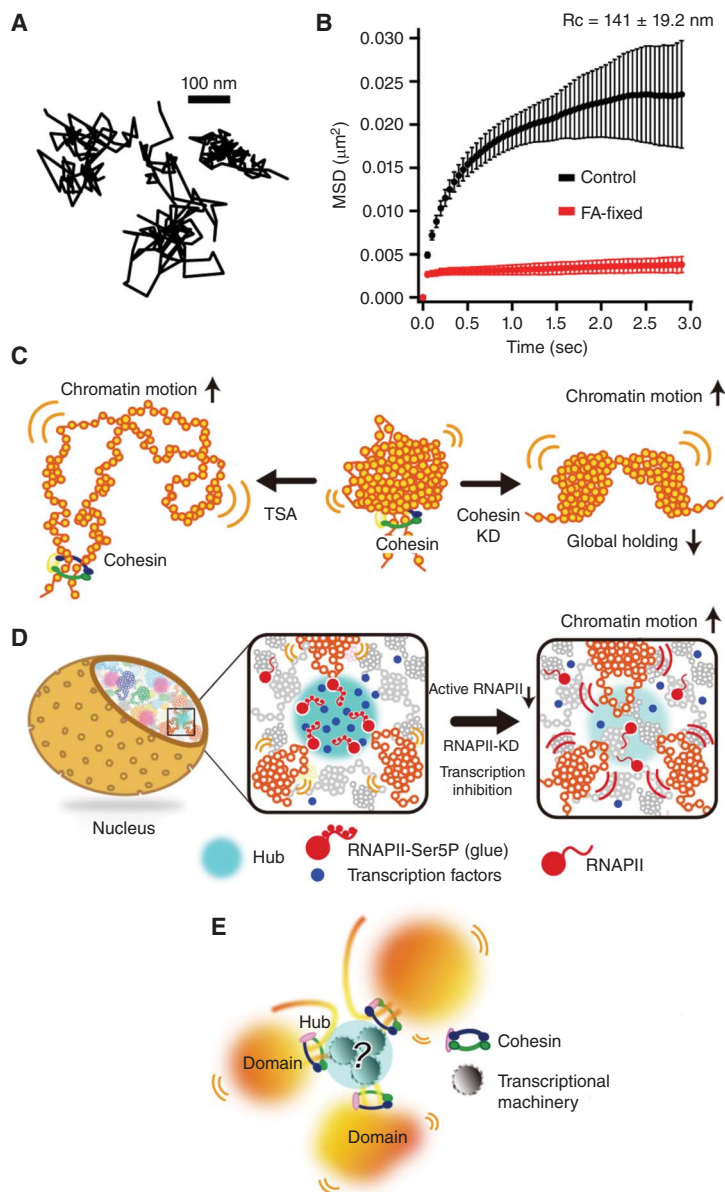 A
100 nm
B
Rc = 141 ± 19.2 nm
0.030
0.025
0.020
0.015
0.010
0.005
0.000
MSD (μm²)
Control
FA-fixed
0.0
0.5
1.0
1.5
2.0
2.5
3.0
Time (sec)
C
Chromatin motion
Cohesin
TSA
Cohesin
Cohesin
KD
Chromatin motion
Global holding
D
Nucleus
Active RNAPII
RNAPII-KD
Transcription
inhibition
Chromatin motion
Hub
RNAPII-Ser5P (glue)
Transcription factors
RNAPII
E
Hub
Domain
?
Domain
Cohesin
Transcriptional
machinery